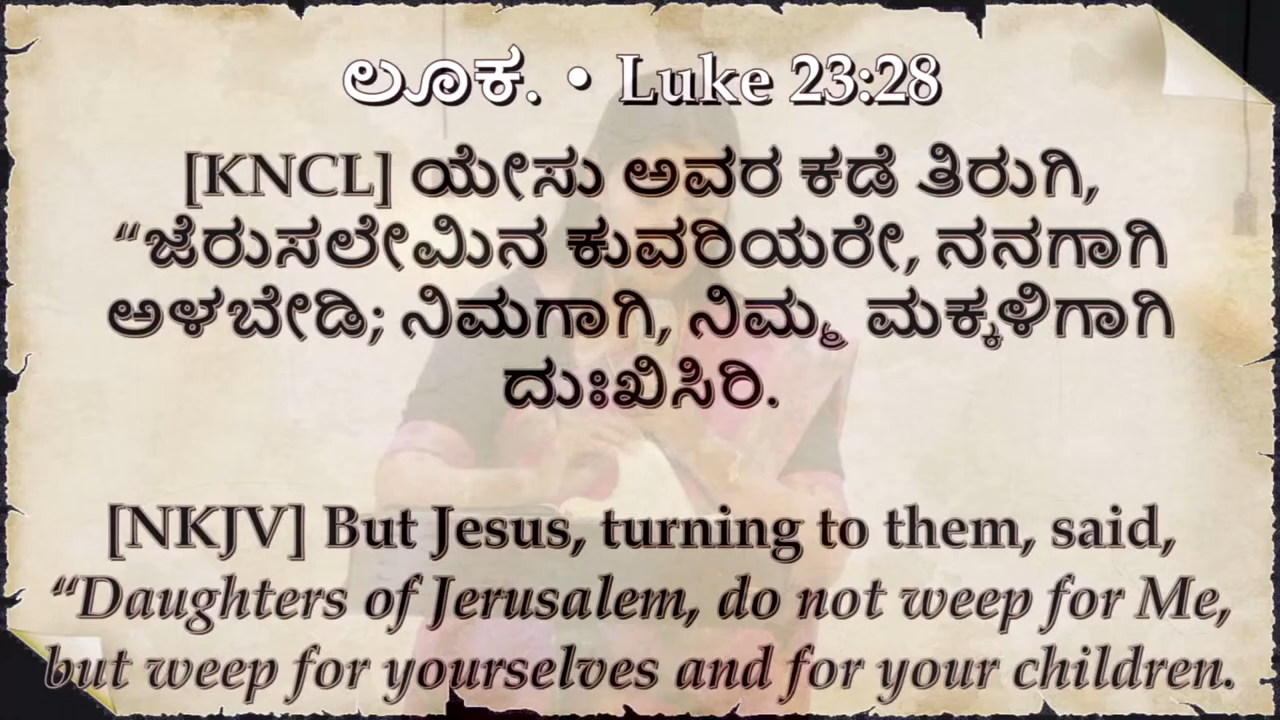 ಲೂಕ. • Luke 23:28
[KNCL] ಯೇಸು ಅವರ ಕಡೆ ತಿರುಗಿ,
“ಜೆರುಸಲೇಮಿನ ಕುವರಿಯರೇ, ನನಗಾಗಿ
ಅಳಬೇಡಿ; ನಿಮಗಾಗಿ, ನಿಮ್ಮ ಮಕ್ಕಳಿಗಾಗಿ
ದುಃಖಿಸಿರಿ.
[NKJV] But Jesus, turning to them, said,
“Daughters of Jerusalem, do not weep for Me,
but weep for yourselves and for your children.